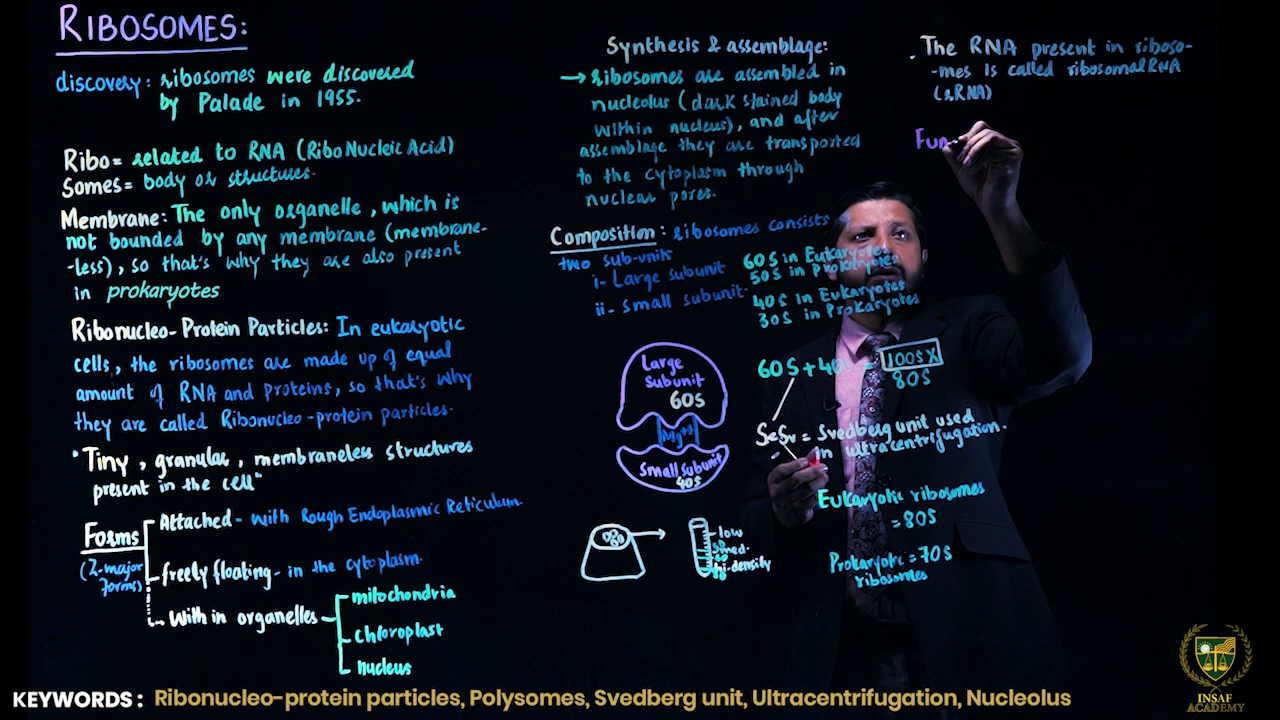 RIBOSOMES:
discovery: ribosomes were discovered
by Palade in 1955.
Ribo= related to RNA (Ribo Nucleic Acid)
Somes= body or structures.
Membrane: The only organelle, which is
not bounded by any membrane (membrane-
-less), so that's why they are also present
in prokaryotes
Ribonucleo-Protein Particles: In eukaryotic
cells, the ribosomes are made up of equal
amount of RNA and proteins, so that's why
they are called Ribonucleo-protein particles.
"Tiny, granular, membraneless structures
present in the cell"
Forms
(2-major
forms)
Attached - with Rough Endoplasmic Reticulum.
freely floating - in the cytoplasm.
With in organelles
mitochondria
chloroplast
nucleus
Synthesis & assemblage:
→ ribosomes are assembled in
nucleolus (dark stained body
within nucleus), and after
assemblage they are transported
to the cytoplasm through
nuclear pores.
Composition: ribosomes consists
two sub-units
i- Large subunit
60S in Eukaryotes
50S in Prokaryotes
ii- Small subunit.
40S in Eukaryotes
30S in Prokaryotes
Large
Subunit
60S
Mg++
Small subunit
40S
60S + 40 = 100S X
80S
S = Svedberg unit used
in ultracentrifugation.
low
med.
hi-density
Eukaryotic ribosomes
= 80S
Prokaryotic = 70S
ribosomes
. The RNA present in riboso-
-mes is called ribosomal RNA
(rRNA)
Fun
KEYWORDS : Ribonucleo-protein particles, Polysomes, Svedberg unit, Ultracentrifugation, Nucleolus
INSAF
ACADEMY